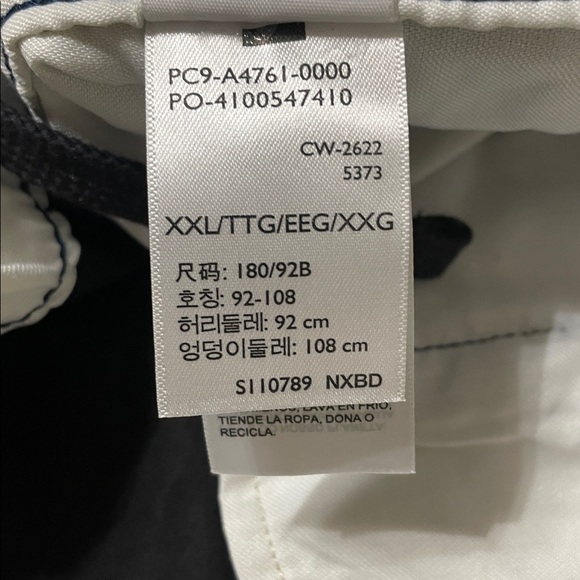 PC9-A4761-0000
PO-4100547410
CW-2622
5373
XXL/TTG/EEG/XXG
尺码: 180/92B
호칭: 92-108
허리둘레: 92 cm
엉덩이둘레: 108 cm
S110789 NXBD
LAVA EN FRÍO,
TIENDE LA ROPA, DONA O
RECICLA.